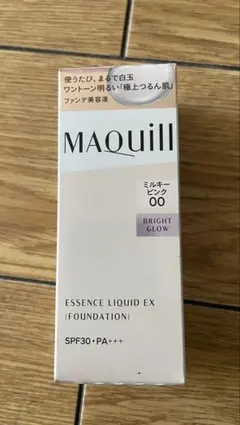 使うたび、まるで白玉
ワントーン明るい「極上つるん肌」
ファンデ美容液
MAQuill
ミルキー
ピンク
00
BRIGHT
GLOW
ESSENCE LIQUID EX
(FOUNDATION)
SPF30・PA+++